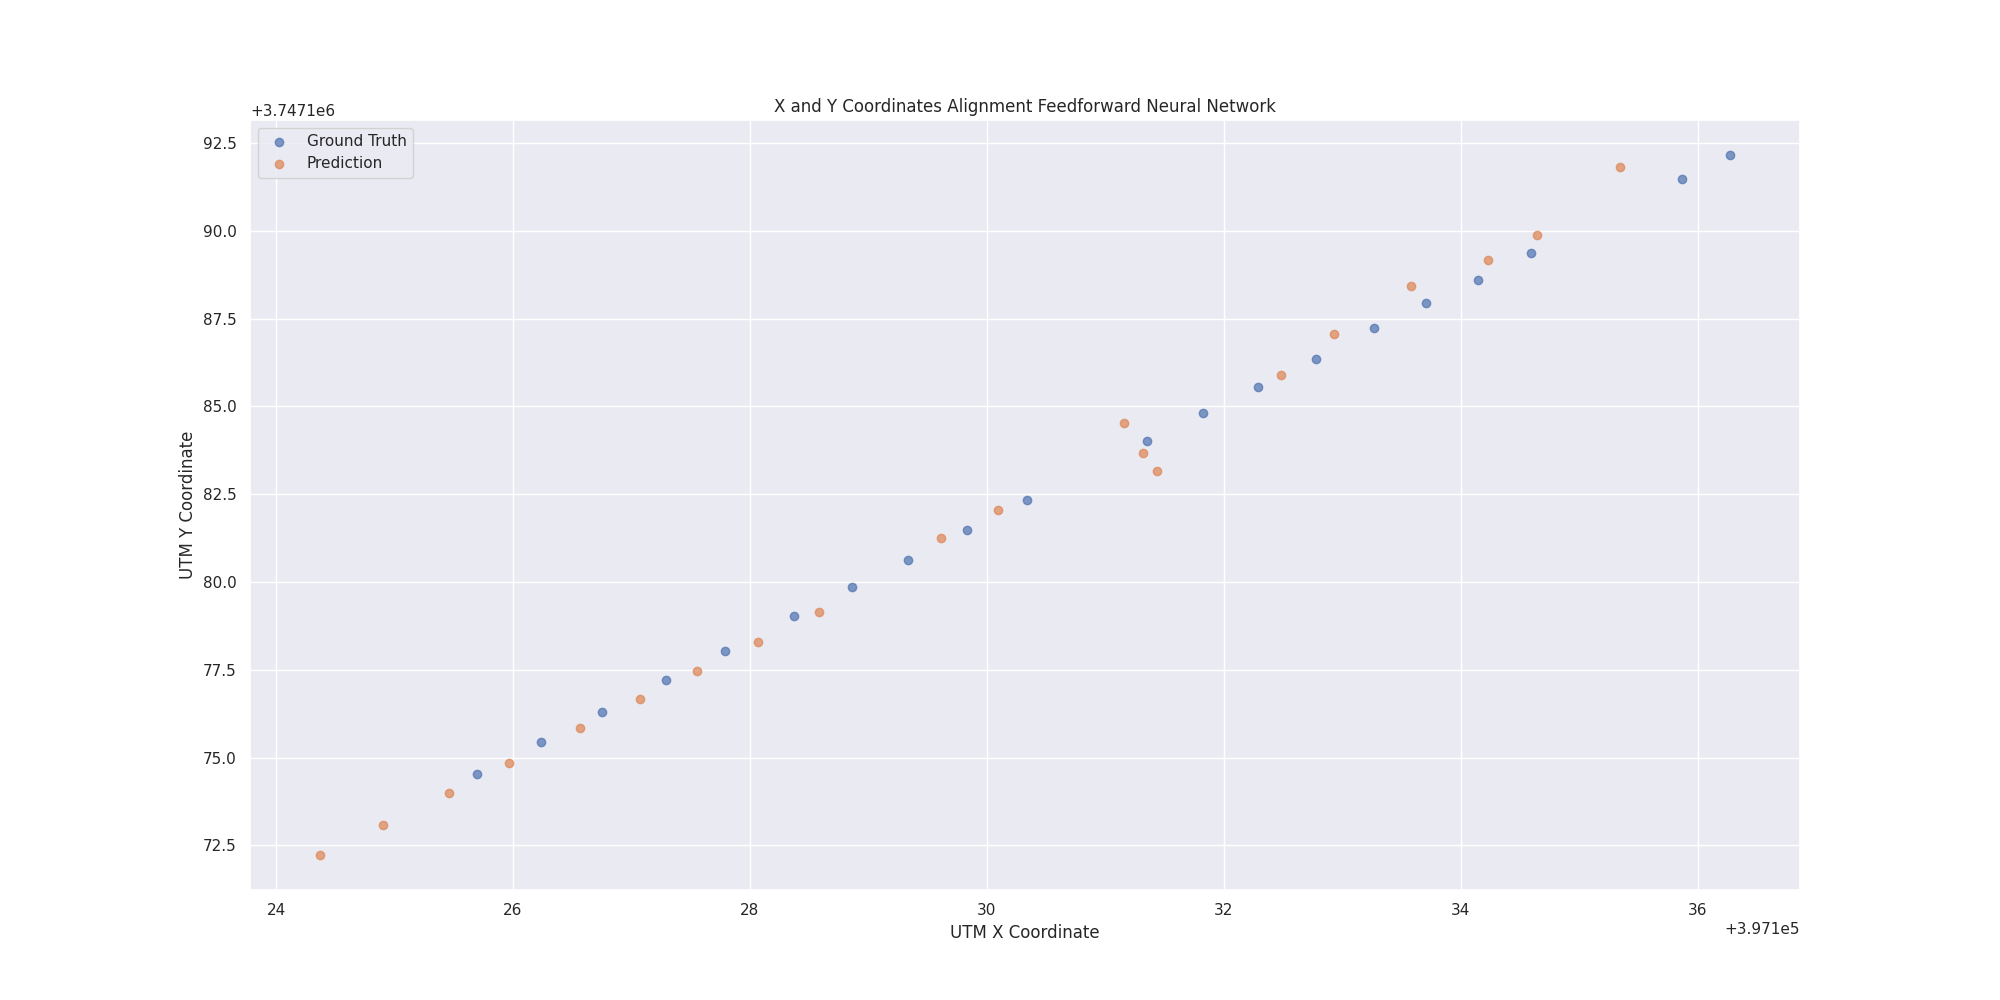 X and Y Coordinates Alignment Feedforward Neural Network
+3.7471e6
Ground Truth
Prediction
92.5
90.0
87.5
85.0
82.5
80.0
77.5
75.0
72.5
UTM Y Coordinate
24 26 28 30 32 34 36
UTM X Coordinate
+3.971e5